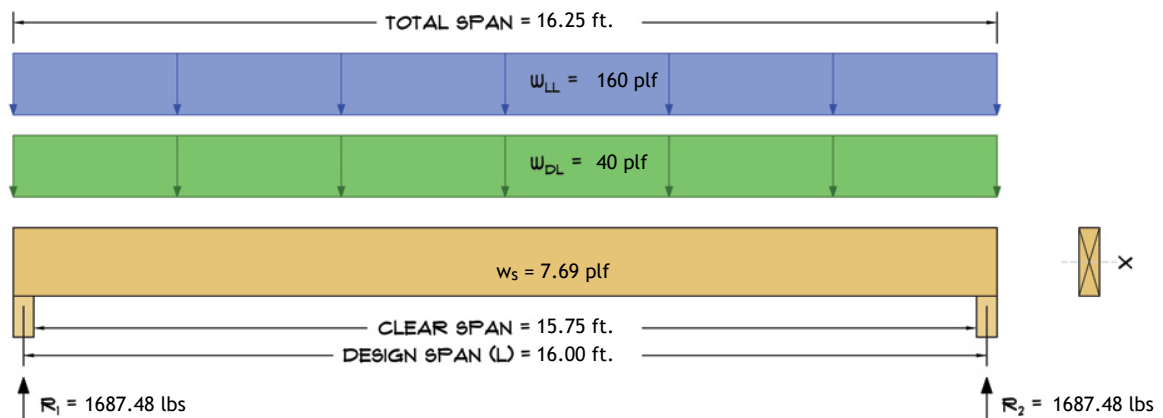 TOTAL SPAN = 16.25 ft.
wLL = 160 plf
wDL = 40 plf
ws = 7.69 plf
X
CLEAR SPAN = 15.75 ft.
DESIGN SPAN (L) = 16.00 ft.
R1 = 1687.48 lbs
R2 = 1687.48 lbs